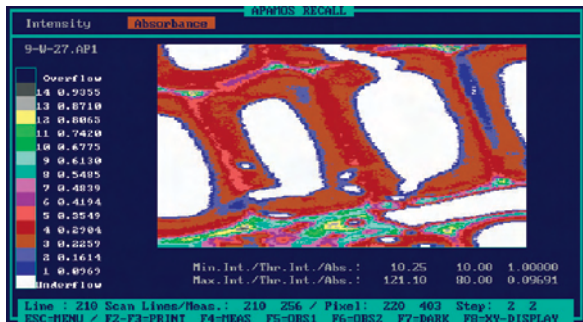 APAMOS RECALL
Intensity Absorbance
9-W-27.AP1
Overflow
14 0.9355
13 0.8710
12 0.8065
11 0.7420
10 0.6775
9 0.6130
8 0.5485
7 0.4839
6 0.4194
5 0.3549
4 0.2904
3 0.2259
2 0.1614
1 0.0969
Underflow
Min.Int./Thr.Int./Abs.: 10.25 10.00 1.00000
Max.Int./Thr.Int./Abs.: 121.10 80.00 0.09691
Line : 210 Scan Lines/Meas.: 210 256 / Pixel: 220 403 Step: 2 2
ESC=MENU / F2-F3=PRINT F4=MEAS F5=OBS1 F6=OBS2 F7=DARK F8=XY-DISPLAY